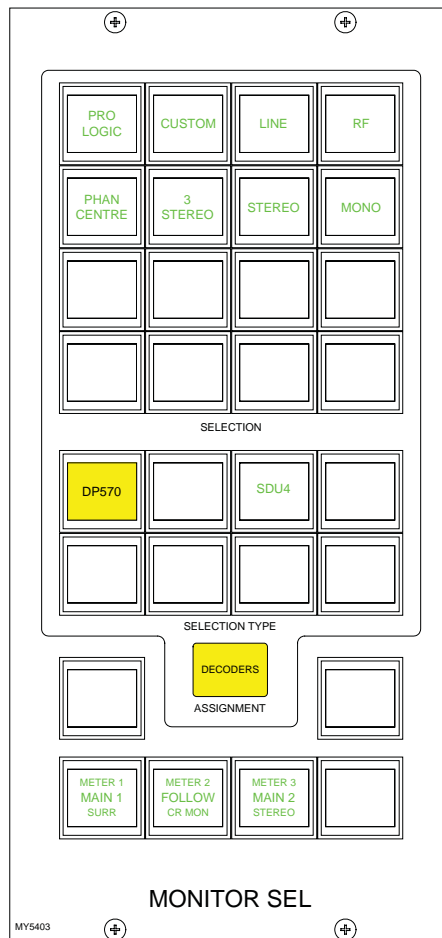 PRO
LOGIC
CUSTOM
LINE
RF
PHAN
CENTRE
3
STEREO
STEREO
MONO
SELECTION
DP570
SDU4
SELECTION TYPE
DECODERS
ASSIGNMENT
METER 1
MAIN 1
SURR
METER 2
FOLLOW
CR MON
METER 3
MAIN 2
STEREO
MONITOR SEL
MY5403